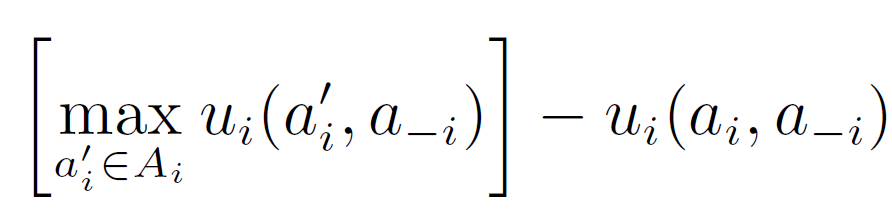 [max_{a'_i ∈ A_i} u_i(a'_i, a_{-i})] − u_i(a_i, a_{-i})